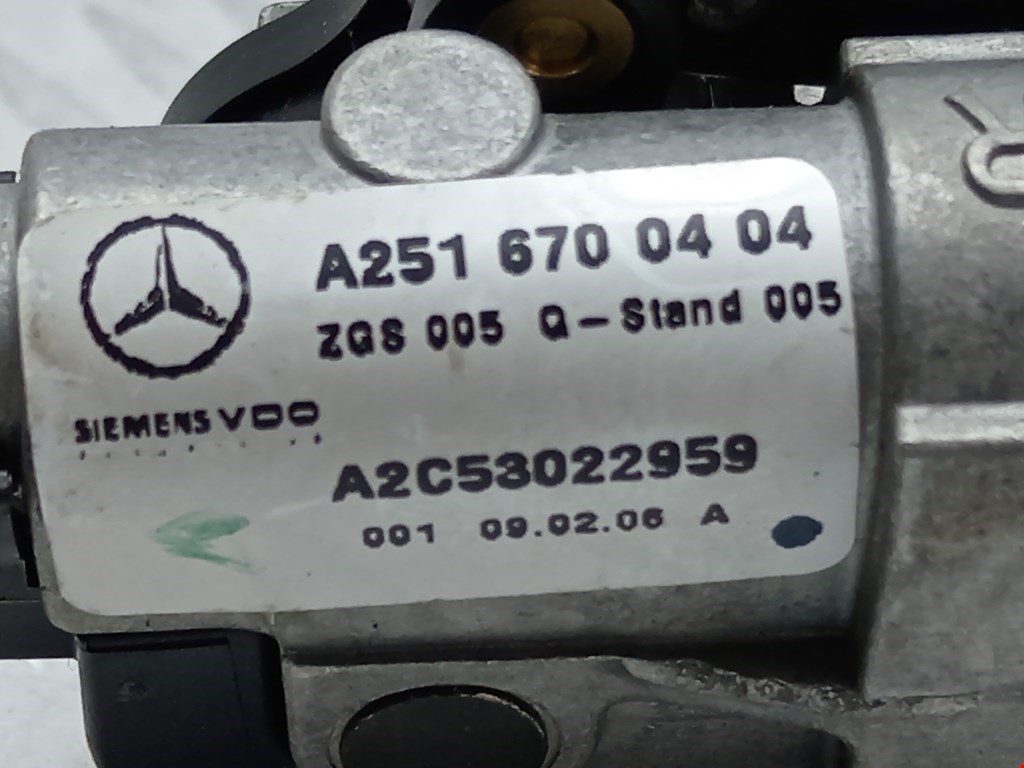 A251 670 04 04
ZGS 005 Q-Stand 005
SIEMENS VDO
A2C53022959
001 09.02.06 A